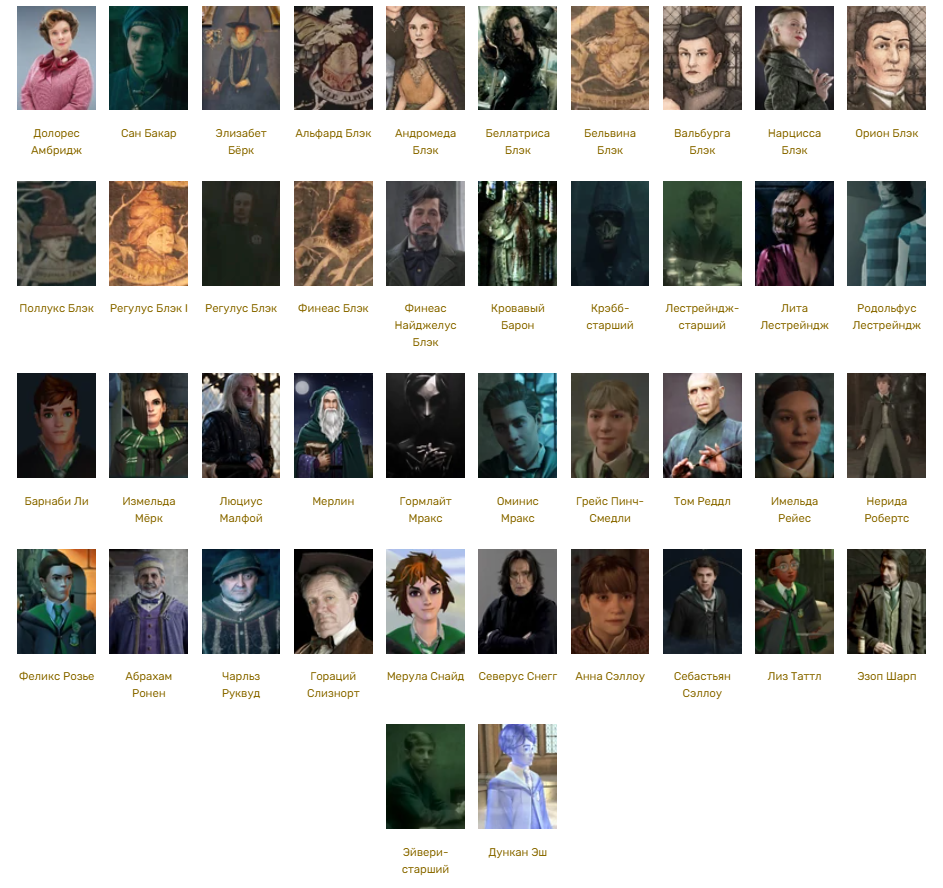 Долорес Амбридж
Сан Бакар
Элизабет Бёрк
Альфард Блэк
Андромеда Блэк
Беллатриса Блэк
Бельвина Блэк
Вальбурга Блэк
Нарцисса Блэк
Орион Блэк
Поллукс Блэк
Регулус Блэк I
Регулус Блэк
Финеас Блэк
Финеас Найджелус Блэк
Кровавый Барон
Крэбб-старший
Лестрейндж-старший
Лита Лестрейндж
Родольфус Лестрейндж
Барнаби Ли
Измельда Мёрк
Люциус Малфой
Мерлин
Гормлайт Мракс
Оминис Мракс
Грейс Пинч-Смедли
Том Реддл
Имельда Рейес
Нерида Робертс
Феликс Розье
Абрахам Ронен
Чарльз Руквуд
Гораций Слизнорт
Мерула Снайд
Северус Снегг
Анна Сэллоу
Себастьян Сэллоу
Лиз Таттл
Эзоп Шарп
Эйвери-старший
Дункан Эш